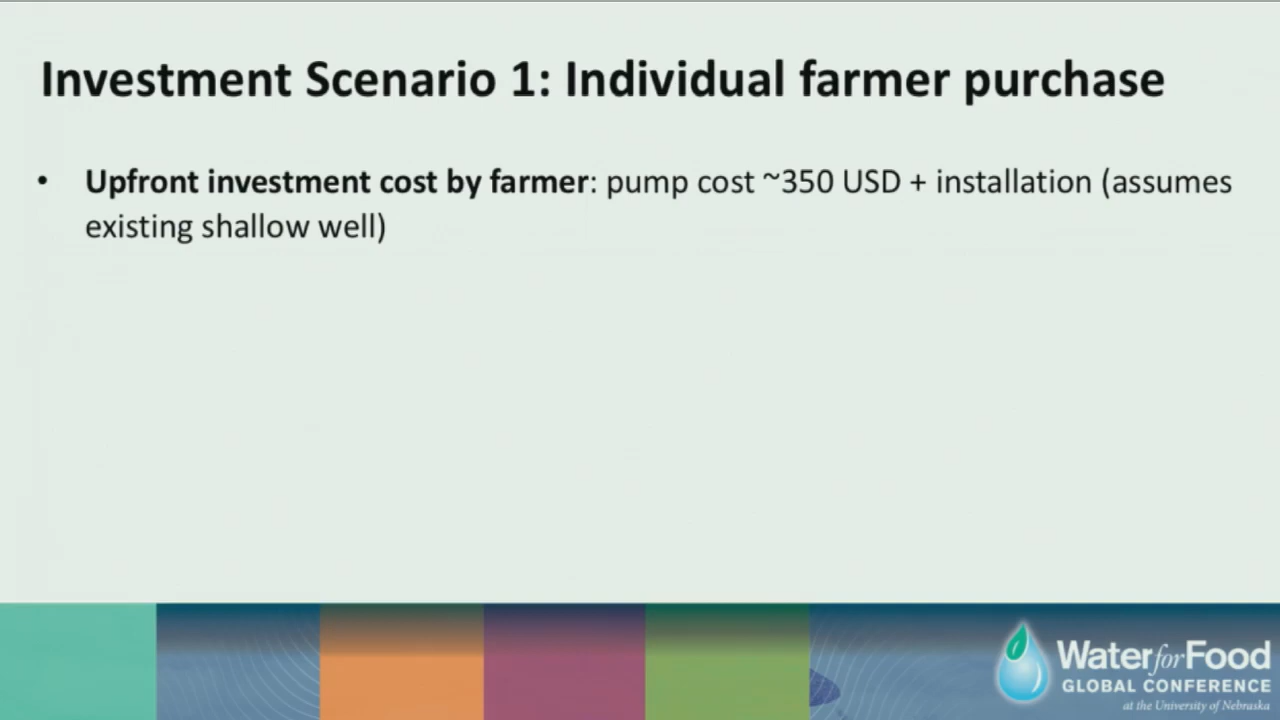 Investment Scenario 1: Individual farmer purchase
• Upfront investment cost by farmer: pump cost ~350 USD + installation (assumes
existing shallow well)
Water for Food
GLOBAL CONFERENCE
at the University of Nebraska